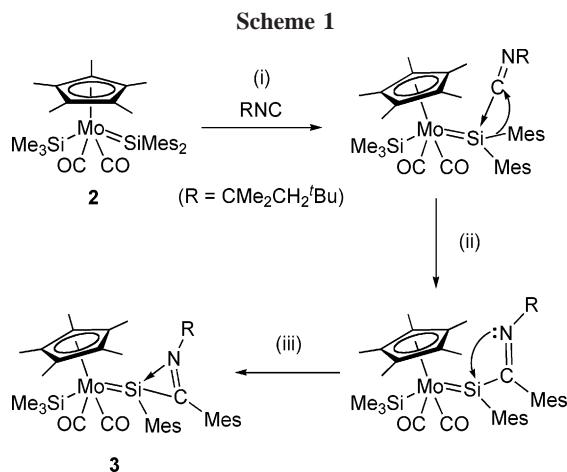 Scheme 1
(i)
RNC
(R = CMe2CH2tBu)
Mo
SiMes2
Me3Si
OC CO
2
NR
C
Mo
Si
Mes
Mes
Me3Si
OC CO
(ii)
R
:N
C
Mo
Si
Mes
Mes
Me3Si
OC CO
(iii)
R
N
C
Mo
Si
Mes
Mes
Me3Si
OC CO
3